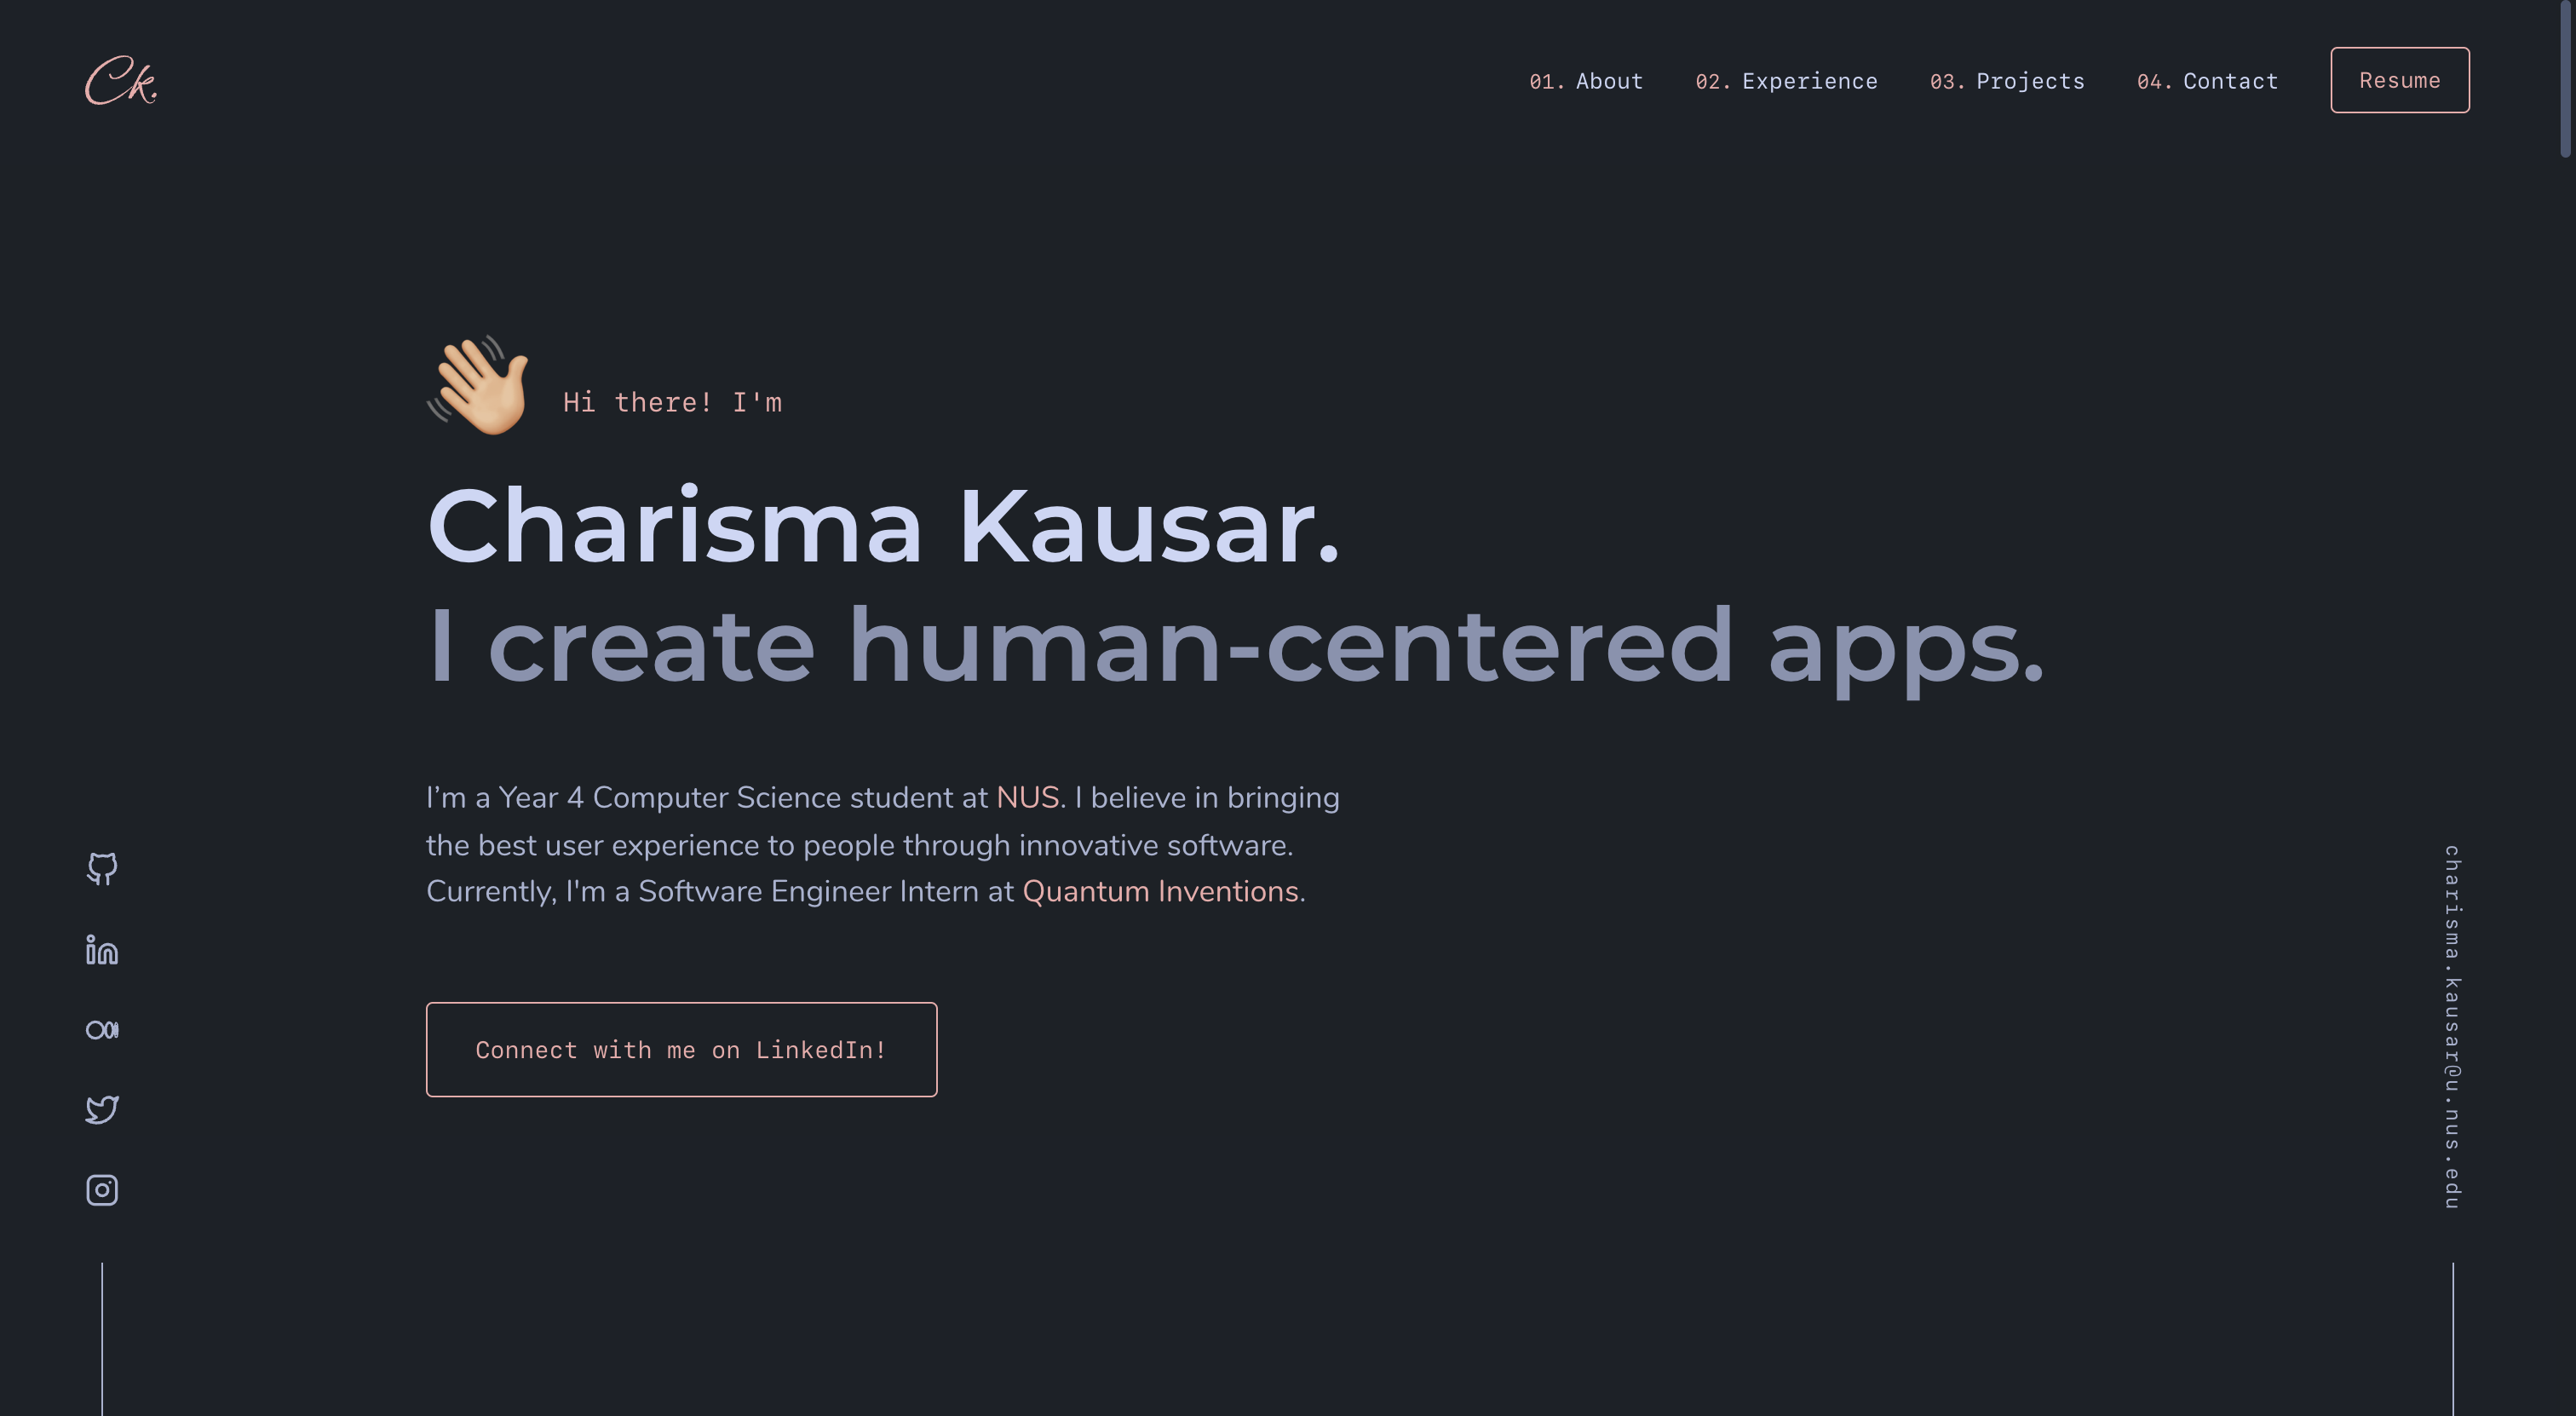 Ck.
01. About
02. Experience
03. Projects
04. Contact
Resume
Hi there! I'm
Charisma Kausar.
I create human-centered apps.
I’m a Year 4 Computer Science student at NUS. I believe in bringing
the best user experience to people through innovative software.
Currently, I'm a Software Engineer Intern at Quantum Inventions.
Connect with me on LinkedIn!
charisma.kausar@u.nus.edu